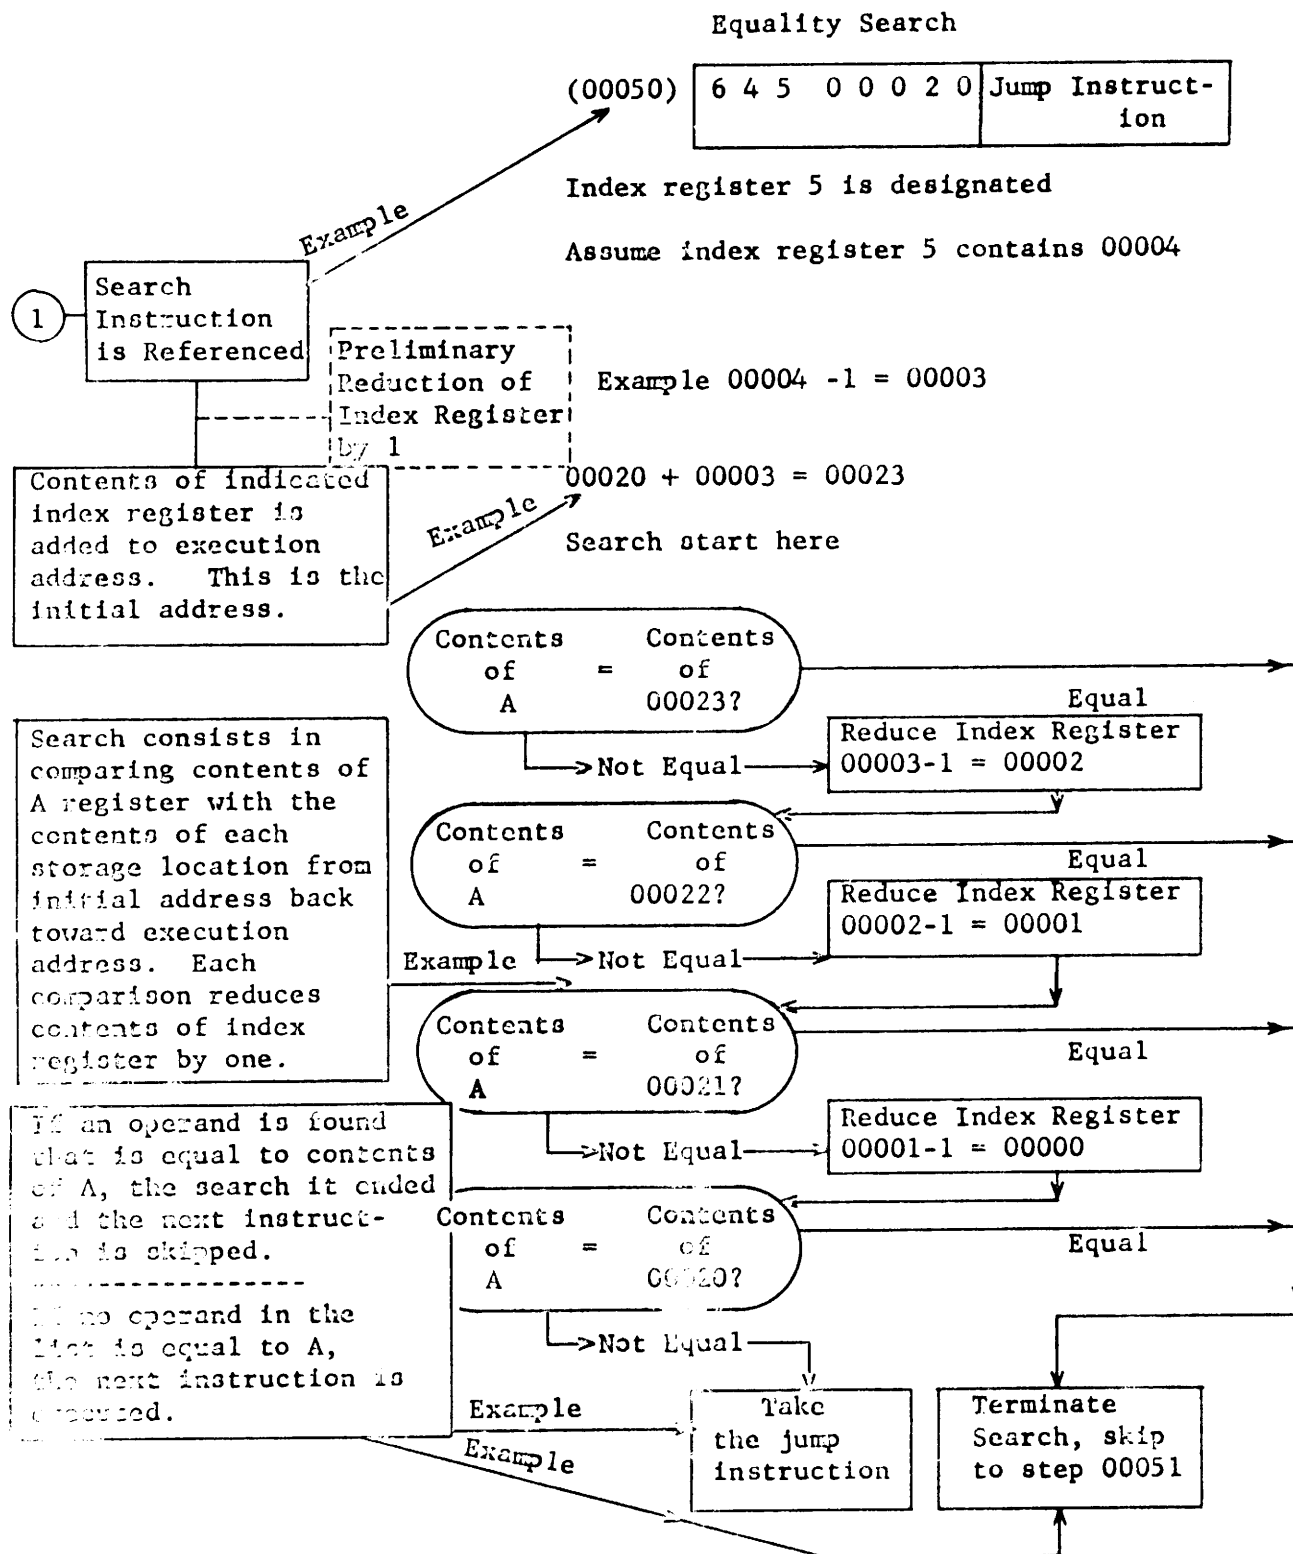 Equality Search
(00050) 6 4 5 0 0 0 2 0 Jump Instruct-
ion
Index register 5 is designated
Example
Assume index register 5 contains 00004
1
Search
Instruction
is Referenced
Preliminary
Reduction of
Index Register
by 1
Example 00004 -1 = 00003
Contents of indicated
index register is
added to execution
address. This is the
initial address.
Example
00020 + 00003 = 00023
Search start here
Contents Contents
of = of
A 00023?
Equal
Not Equal
Reduce Index Register
00003-1 = 00002
Search consists in
comparing contents of
A register with the
contents of each
storage location from
initial address back
toward execution
address. Each
comparison reduces
contents of index
register by one.
Example
Contents Contents
of = of
A 00022?
Equal
Not Equal
Reduce Index Register
00002-1 = 00001
Contents Contents
of = of
A 00021?
Equal
Not Equal
Reduce Index Register
00001-1 = 00000
If an operand is found
that is equal to contents
of A, the search it ended
and the next instruct-
ion is skipped.
If no operand in the
list is equal to A,
the next instruction is
executed.
Contents Contents
of = of
A 00020?
Equal
Not Equal
Example
Example
Take
the jump
instruction
Terminate
Search, skip
to step 00051